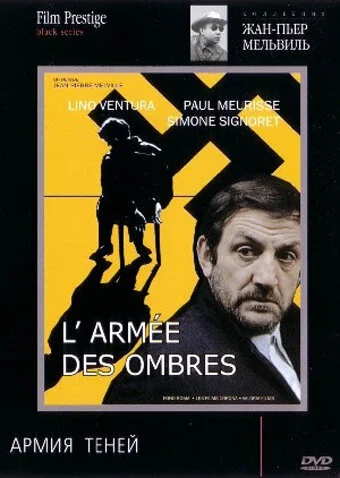 Film Prestige
black series
КОЛЛЕКЦИЯ
ЖАН-ПЬЕР
МЕЛЬВИЛЬ
UN FILM DE
JEAN-PIERRE MELVILLE
LINO VENTURA
PAUL MEURISSE
SIMONE SIGNORET
L' ARMÉE
DES OMBRES
АРМИЯ ТЕНЕЙ
DVD